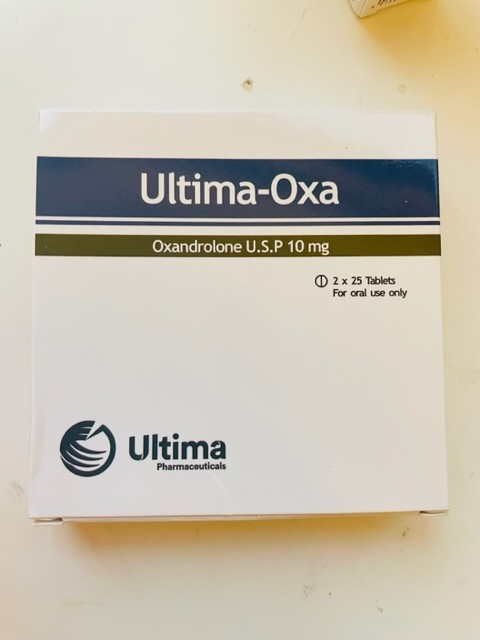 Ultima-Oxa
Oxandrolone U.S.P 10 mg
2 x 25 Tablets
For oral use only
Ultima
Pharmaceuticals